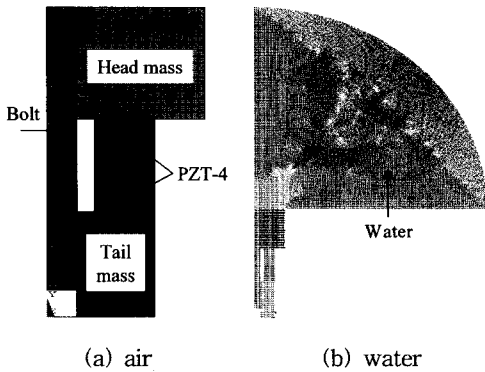 Head mass
Bolt
PZT-4
Tail
mass
Y
Water
(a) air
(b) water